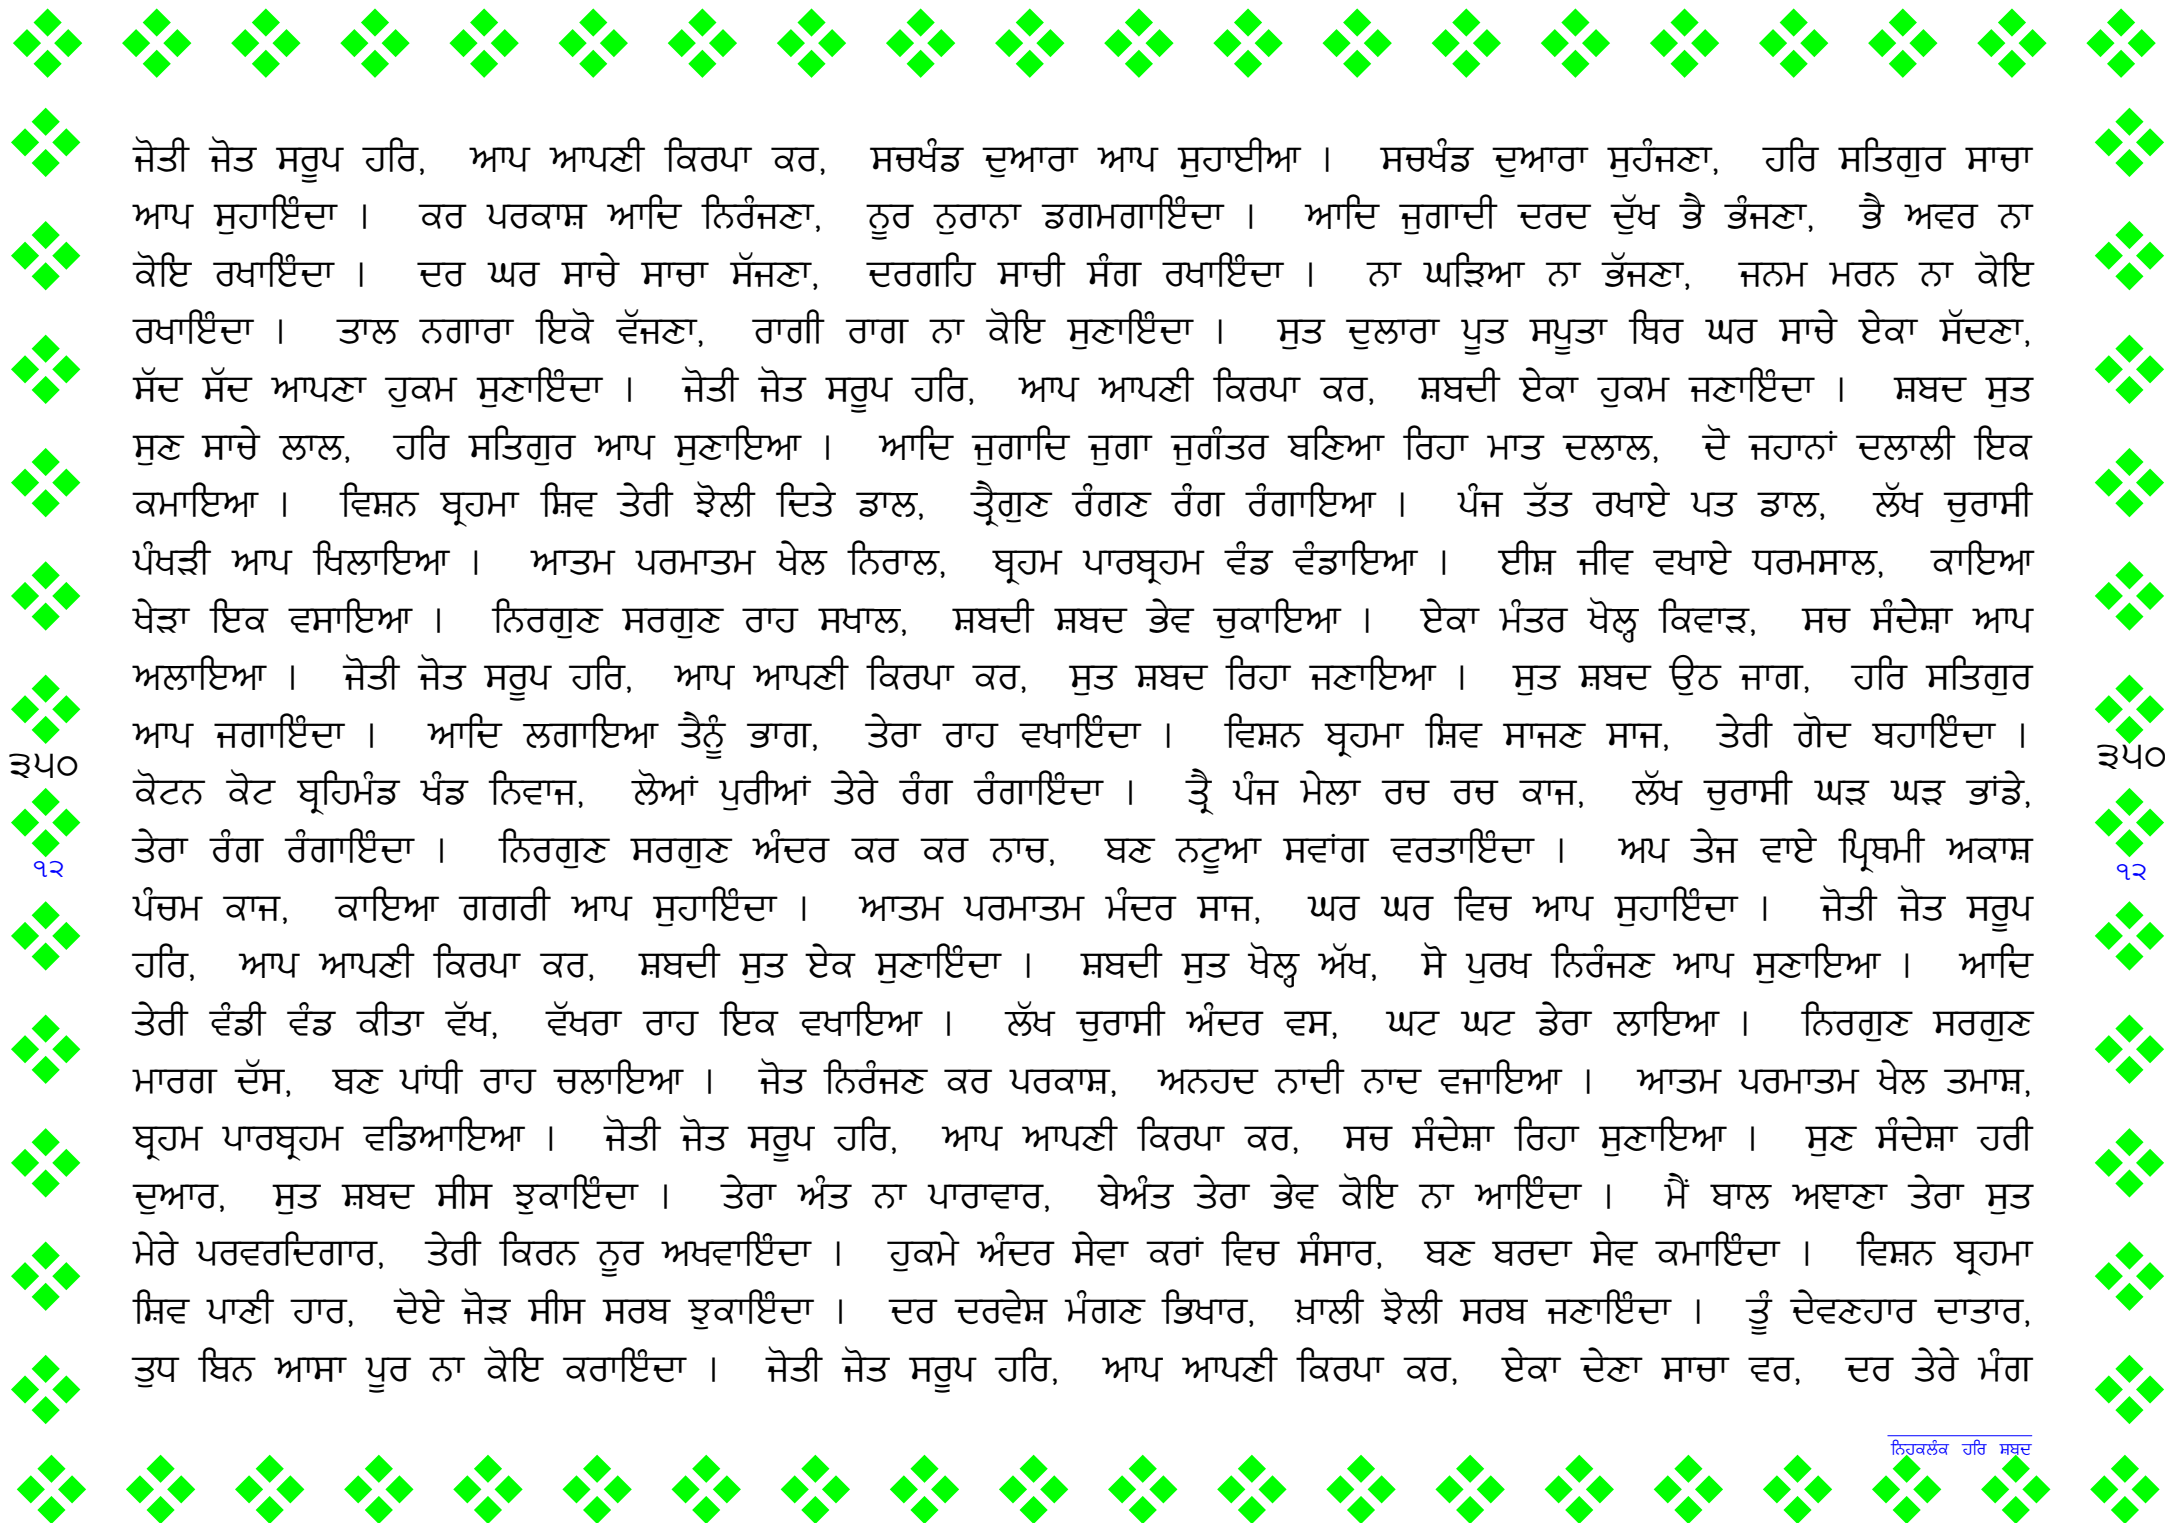 ਜੋਤੀ ਜੋਤ ਸਰੂਪ ਹਰਿ, ਆਪ ਆਪਣੀ ਕਿਰਪਾ ਕਰ, ਸਚਖੰਡ ਦੁਆਰਾ ਆਪ ਸੁਹਾਈਆ । ਸਚਖੰਡ ਦੁਆਰਾ ਸੁਹੰਜਣਾ, ਹਰਿ ਸਤਿਗੁਰ ਸਾਚਾ
ਆਪ ਸੁਹਾਇੰਦਾ । ਕਰ ਪਰਕਾਸ਼ ਆਦਿ ਨਿਰੰਜਣਾ, ਨੂਰ ਨੁਰਾਨਾ ਡਗਮਗਾਇੰਦਾ । ਆਦਿ ਜੁਗਾਦੀ ਦਰਦ ਦੁੱਖ ਭੈ ਭੰਜਣਾ, ਭੈ ਅਵਰ ਨਾ
ਕੋਇ ਰਖਾਇੰਦਾ । ਦਰ ਘਰ ਸਾਚੇ ਸਾਚਾ ਸੱਜਣਾ, ਦਰਗਹਿ ਸਾਚੀ ਸੰਗ ਰਖਾਇੰਦਾ । ਨਾ ਘੜਿਆ ਨਾ ਭੱਜਣਾ, ਜਨਮ ਮਰਨ ਨਾ ਕੋਇ
ਰਖਾਇੰਦਾ । ਤਾਲ ਨਗਾਰਾ ਇਕੋ ਵੱਜਣਾ, ਰਾਗੀ ਰਾਗ ਨਾ ਕੋਇ ਸੁਣਾਇੰਦਾ । ਸੁਤ ਦੁਲਾਰਾ ਪੂਤ ਸਪੂਤਾ ਥਿਰ ਘਰ ਸਾਚੇ ਏਕਾ ਸੱਦਣਾ,
ਸੱਦ ਸੱਦ ਆਪਣਾ ਹੁਕਮ ਸੁਣਾਇੰਦਾ । ਜੋਤੀ ਜੋਤ ਸਰੂਪ ਹਰਿ, ਆਪ ਆਪਣੀ ਕਿਰਪਾ ਕਰ, ਸ਼ਬਦੀ ਏਕਾ ਹੁਕਮ ਜਣਾਇੰਦਾ । ਸ਼ਬਦ ਸੁਤ
ਸੁਣ ਸਾਚੇ ਲਾਲ, ਹਰਿ ਸਤਿਗੁਰ ਆਪ ਸੁਣਾਇਆ । ਆਦਿ ਜੁਗਾਦਿ ਜੁਗਾ ਜੁਗੰਤਰ ਬਣਿਆ ਰਿਹਾ ਮਾਤ ਦਲਾਲ, ਦੋ ਜਹਾਨਾਂ ਦਲਾਲੀ ਇਕ
ਕਮਾਇਆ । ਵਿਸ਼ਨ ਬ੍ਰਹਮਾ ਸ਼ਿਵ ਤੇਰੀ ਝੋਲੀ ਦਿਤੇ ਡਾਲ, ਤ੍ਰੈਗੁਣ ਰੰਗਣ ਰੰਗ ਰੰਗਾਇਆ । ਪੰਜ ਤੱਤ ਰਖਾਏ ਪਤ ਡਾਲ, ਲੱਖ ਚੁਰਾਸੀ
ਪੰਖੜੀ ਆਪ ਖਿਲਾਇਆ । ਆਤਮ ਪਰਮਾਤਮ ਖੇਲ ਨਿਰਾਲ, ਬ੍ਰਹਮ ਪਾਰਬ੍ਰਹਮ ਵੰਡ ਵੰਡਾਇਆ । ਈਸ਼ ਜੀਵ ਵਖਾਏ ਧਰਮਸਾਲ, ਕਾਇਆ
ਖੇੜਾ ਇਕ ਵਸਾਇਆ । ਨਿਰਗੁਣ ਸਰਗੁਣ ਰਾਹ ਸਖਾਲ, ਸ਼ਬਦੀ ਸ਼ਬਦ ਭੇਵ ਚੁਕਾਇਆ । ਏਕਾ ਮੰਤਰ ਖੋਲ੍ਹ ਕਿਵਾੜ, ਸਚ ਸੰਦੇਸ਼ਾ ਆਪ
ਅਲਾਇਆ । ਜੋਤੀ ਜੋਤ ਸਰੂਪ ਹਰਿ, ਆਪ ਆਪਣੀ ਕਿਰਪਾ ਕਰ, ਸੁਤ ਸ਼ਬਦ ਰਿਹਾ ਜਣਾਇਆ । ਸੁਤ ਸ਼ਬਦ ਉਠ ਜਾਗ, ਹਰਿ ਸਤਿਗੁਰ
ਆਪ ਜਗਾਇੰਦਾ । ਆਦਿ ਲਗਾਇਆ ਤੈਨੂੰ ਭਾਗ, ਤੇਰਾ ਰਾਹ ਵਖਾਇੰਦਾ । ਵਿਸ਼ਨ ਬ੍ਰਹਮਾ ਸ਼ਿਵ ਸਾਜਣ ਸਾਜ, ਤੇਰੀ ਗੋਦ ਬਹਾਇੰਦਾ ।
੩੫੦ ੩੫੦
ਕੋਟਨ ਕੋਟ ਬ੍ਰਹਿਮੰਡ ਖੰਡ ਨਿਵਾਜ, ਲੋਆਂ ਪੁਰੀਆਂ ਤੇਰੇ ਰੰਗ ਰੰਗਾਇੰਦਾ । ਤ੍ਰੈ ਪੰਜ ਮੇਲਾ ਰਚ ਰਚ ਕਾਜ, ਲੱਖ ਚੁਰਾਸੀ ਘੜ ਘੜ ਭਾਂਡੇ,
ਤੇਰਾ ਰੰਗ ਰੰਗਾਇੰਦਾ । ਨਿਰਗੁਣ ਸਰਗੁਣ ਅੰਦਰ ਕਰ ਕਰ ਨਾਚ, ਬਣ ਨਟੂਆ ਸਵਾਂਗ ਵਰਤਾਇੰਦਾ । ਅਪ ਤੇਜ ਵਾਏ ਪ੍ਰਿਥਮੀ ਅਕਾਸ਼
੧੨ ੧੨
ਪੰਚਮ ਕਾਜ, ਕਾਇਆ ਗਗਰੀ ਆਪ ਸੁਹਾਇੰਦਾ । ਆਤਮ ਪਰਮਾਤਮ ਮੰਦਰ ਸਾਜ, ਘਰ ਘਰ ਵਿਚ ਆਪ ਸੁਹਾਇੰਦਾ । ਜੋਤੀ ਜੋਤ ਸਰੂਪ
ਹਰਿ, ਆਪ ਆਪਣੀ ਕਿਰਪਾ ਕਰ, ਸ਼ਬਦੀ ਸੁਤ ਏਕ ਸੁਣਾਇੰਦਾ । ਸ਼ਬਦੀ ਸੁਤ ਖੋਲ੍ਹ ਅੱਖ, ਸੋ ਪੁਰਖ ਨਿਰੰਜਣ ਆਪ ਸੁਣਾਇਆ । ਆਦਿ
ਤੇਰੀ ਵੰਡੀ ਵੰਡ ਕੀਤਾ ਵੱਖ, ਵੱਖਰਾ ਰਾਹ ਇਕ ਵਖਾਇਆ । ਲੱਖ ਚੁਰਾਸੀ ਅੰਦਰ ਵਸ, ਘਟ ਘਟ ਡੇਰਾ ਲਾਇਆ । ਨਿਰਗੁਣ ਸਰਗੁਣ
ਮਾਰਗ ਦੱਸ, ਬਣ ਪਾਂਧੀ ਰਾਹ ਚਲਾਇਆ । ਜੋਤ ਨਿਰੰਜਣ ਕਰ ਪਰਕਾਸ਼, ਅਨਹਦ ਨਾਦੀ ਨਾਦ ਵਜਾਇਆ । ਆਤਮ ਪਰਮਾਤਮ ਖੇਲ ਤਮਾਸ਼,
ਬ੍ਰਹਮ ਪਾਰਬ੍ਰਹਮ ਵਡਿਆਇਆ । ਜੋਤੀ ਜੋਤ ਸਰੂਪ ਹਰਿ, ਆਪ ਆਪਣੀ ਕਿਰਪਾ ਕਰ, ਸਚ ਸੰਦੇਸ਼ਾ ਰਿਹਾ ਸੁਣਾਇਆ । ਸੁਣ ਸੰਦੇਸ਼ਾ ਹਰੀ
ਦੁਆਰ, ਸੁਤ ਸ਼ਬਦ ਸੀਸ ਝੁਕਾਇੰਦਾ । ਤੇਰਾ ਅੰਤ ਨਾ ਪਾਰਾਵਾਰ, ਬੇਅੰਤ ਤੇਰਾ ਭੇਵ ਕੋਇ ਨਾ ਆਇੰਦਾ । ਮੈਂ ਬਾਲ ਅਞਾਣਾ ਤੇਰਾ ਸੁਤ
ਮੇਰੇ ਪਰਵਰਦਿਗਾਰ, ਤੇਰੀ ਕਿਰਨ ਨੂਰ ਅਖਵਾਇੰਦਾ । ਹੁਕਮੇ ਅੰਦਰ ਸੇਵਾ ਕਰਾਂ ਵਿਚ ਸੰਸਾਰ, ਬਣ ਬਰਦਾ ਸੇਵ ਕਮਾਇੰਦਾ । ਵਿਸ਼ਨ ਬ੍ਰਹਮਾ
ਸ਼ਿਵ ਪਾਣੀ ਹਾਰ, ਦੋਏ ਜੋੜ ਸੀਸ ਸਰਬ ਝੁਕਾਇੰਦਾ । ਦਰ ਦਰਵੇਸ਼ ਮੰਗਣ ਭਿਖਾਰ, ਖ਼ਾਲੀ ਝੋਲੀ ਸਰਬ ਜਣਾਇੰਦਾ । ਤੂੰ ਦੇਵਣਹਾਰ ਦਾਤਾਰ,
ਤੁਧ ਬਿਨ ਆਸਾ ਪੂਰ ਨਾ ਕੋਇ ਕਰਾਇੰਦਾ । ਜੋਤੀ ਜੋਤ ਸਰੂਪ ਹਰਿ, ਆਪ ਆਪਣੀ ਕਿਰਪਾ ਕਰ, ਏਕਾ ਦੇਣਾ ਸਾਚਾ ਵਰ, ਦਰ ਤੇਰੇ ਮੰਗ
ਨਿਹਕਲੰਕ ਹਰਿ ਸ਼ਬਦ